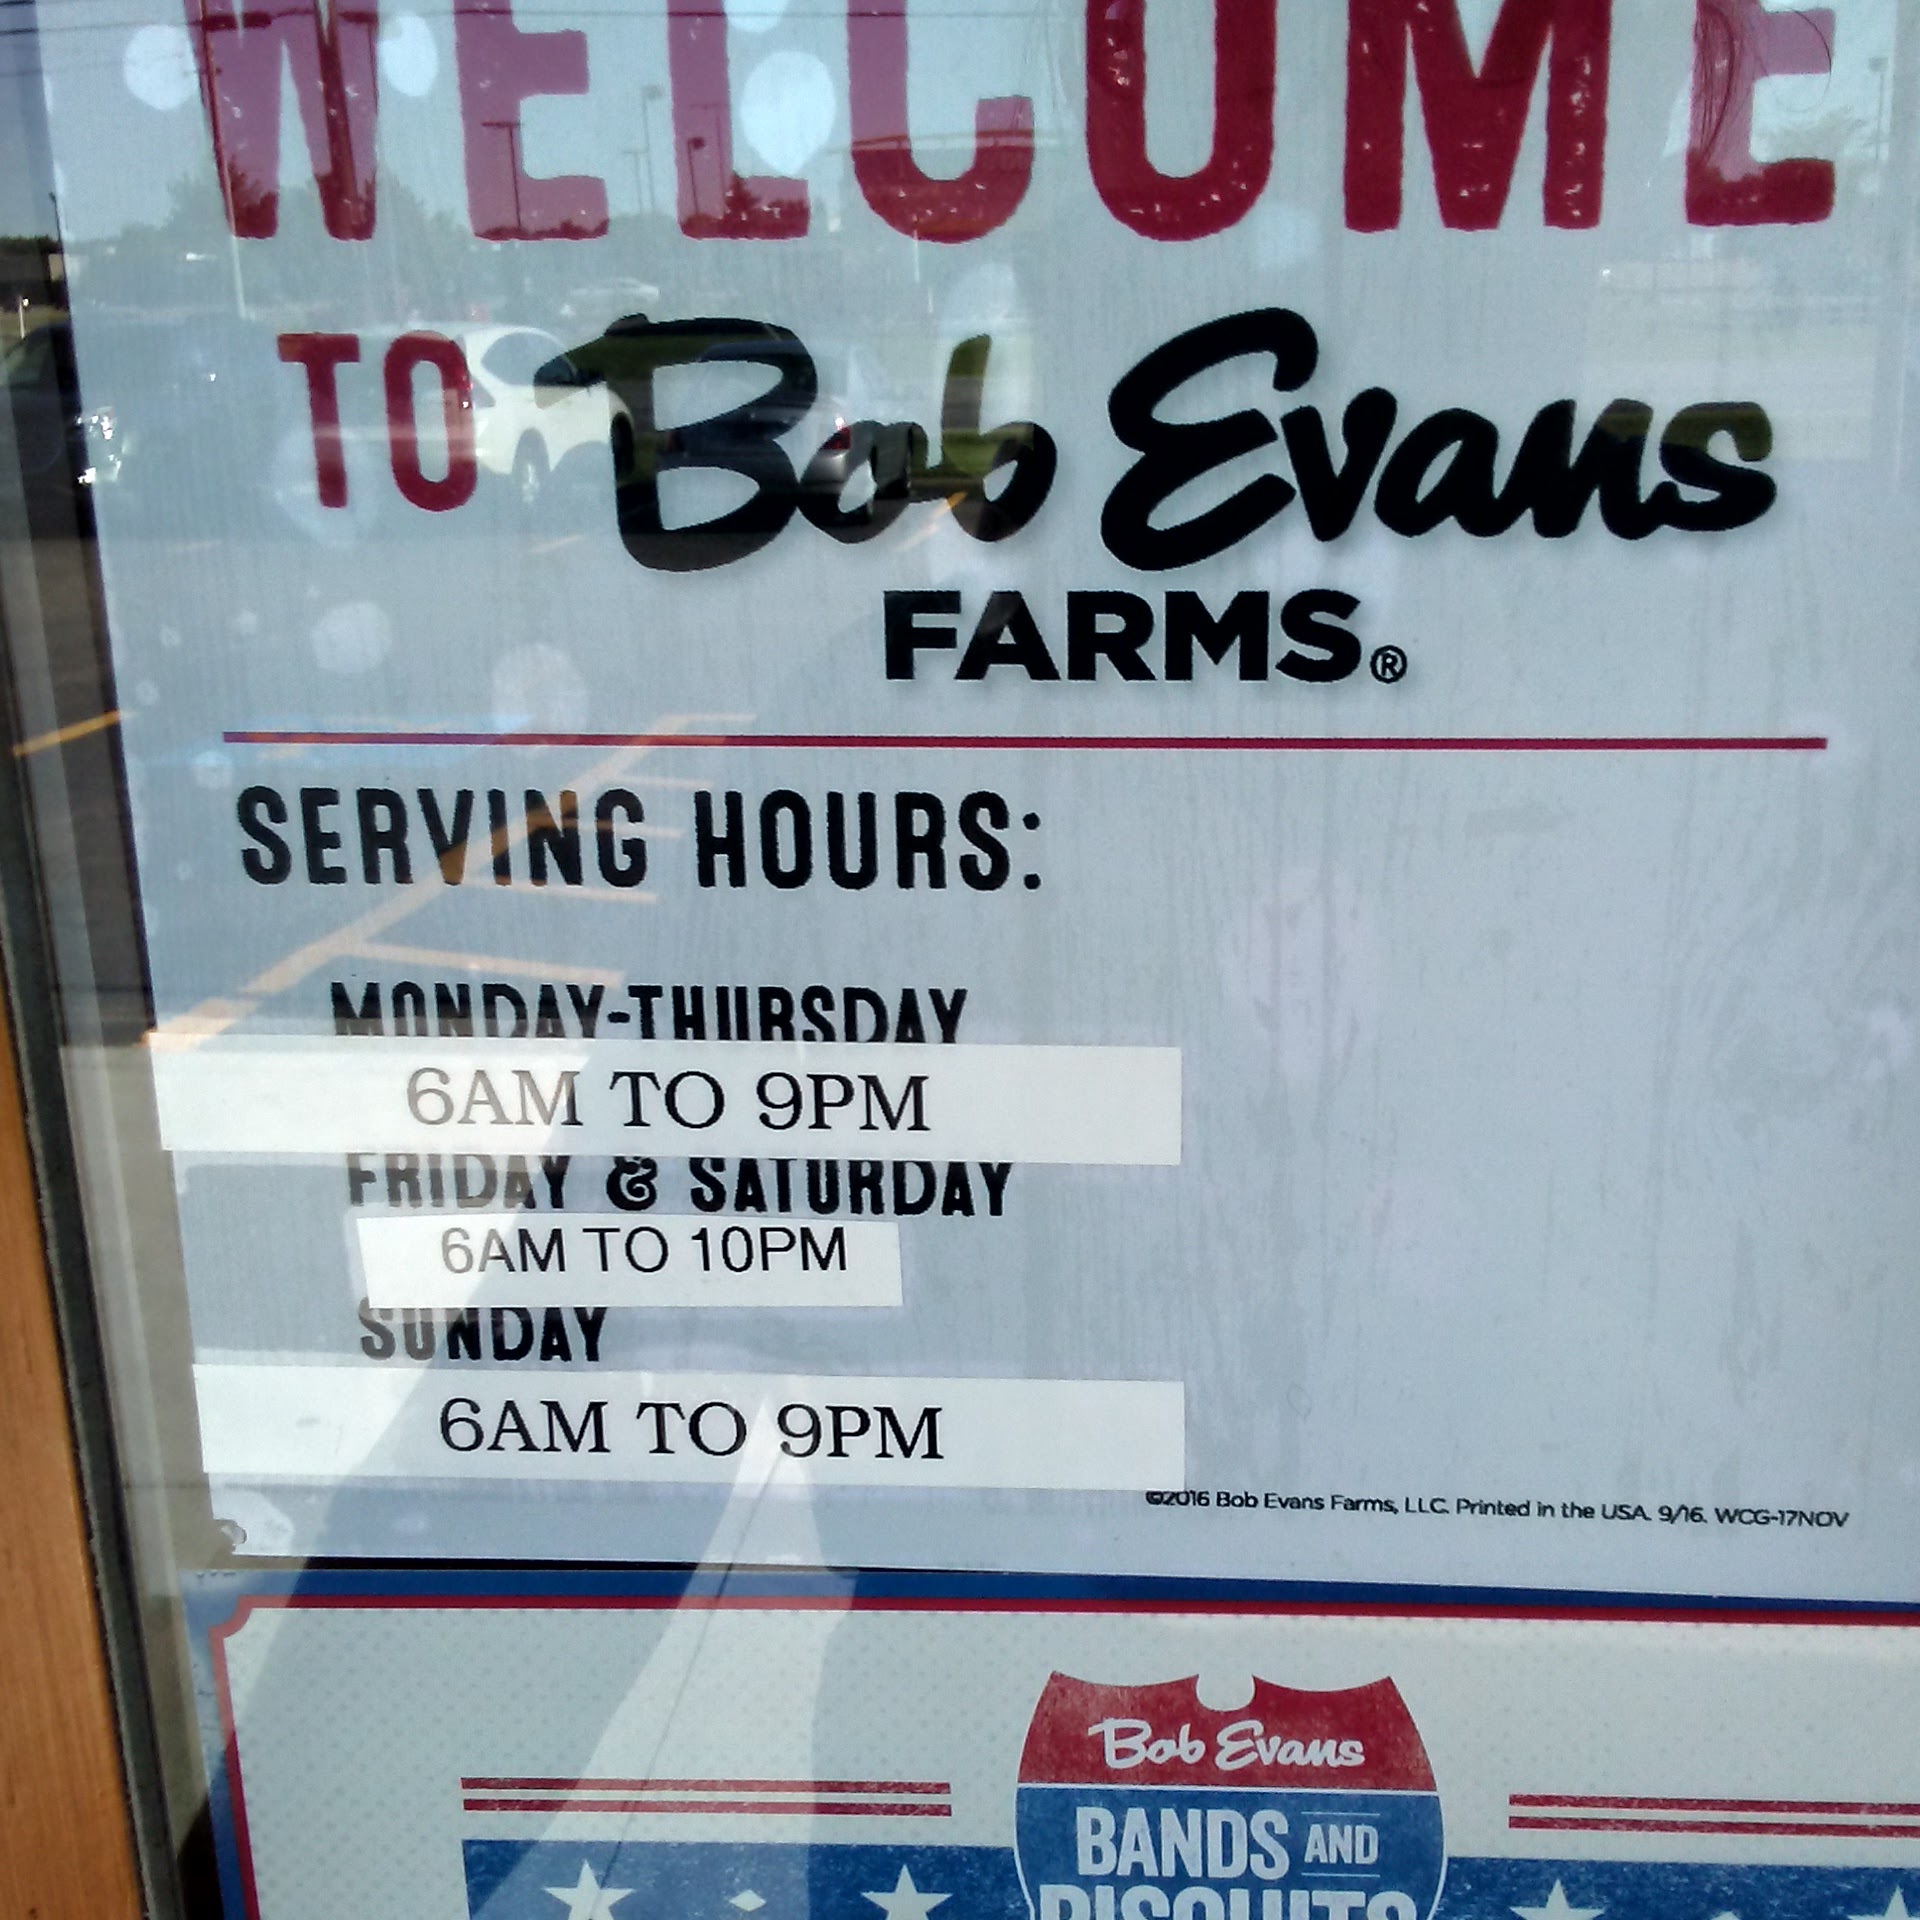 WELCOME
TO Bob Evans
FARMS®
SERVING HOURS:
MONDAY-THURSDAY
6AM TO 9PM
FRIDAY & SATURDAY
6AM TO 10PM
SUNDAY
6AM TO 9PM
©2016 Bob Evans Farms, LLC. Printed in the USA. 9/16. WCG-17NOV
Bob Evans
BANDS AND
BISCUITS